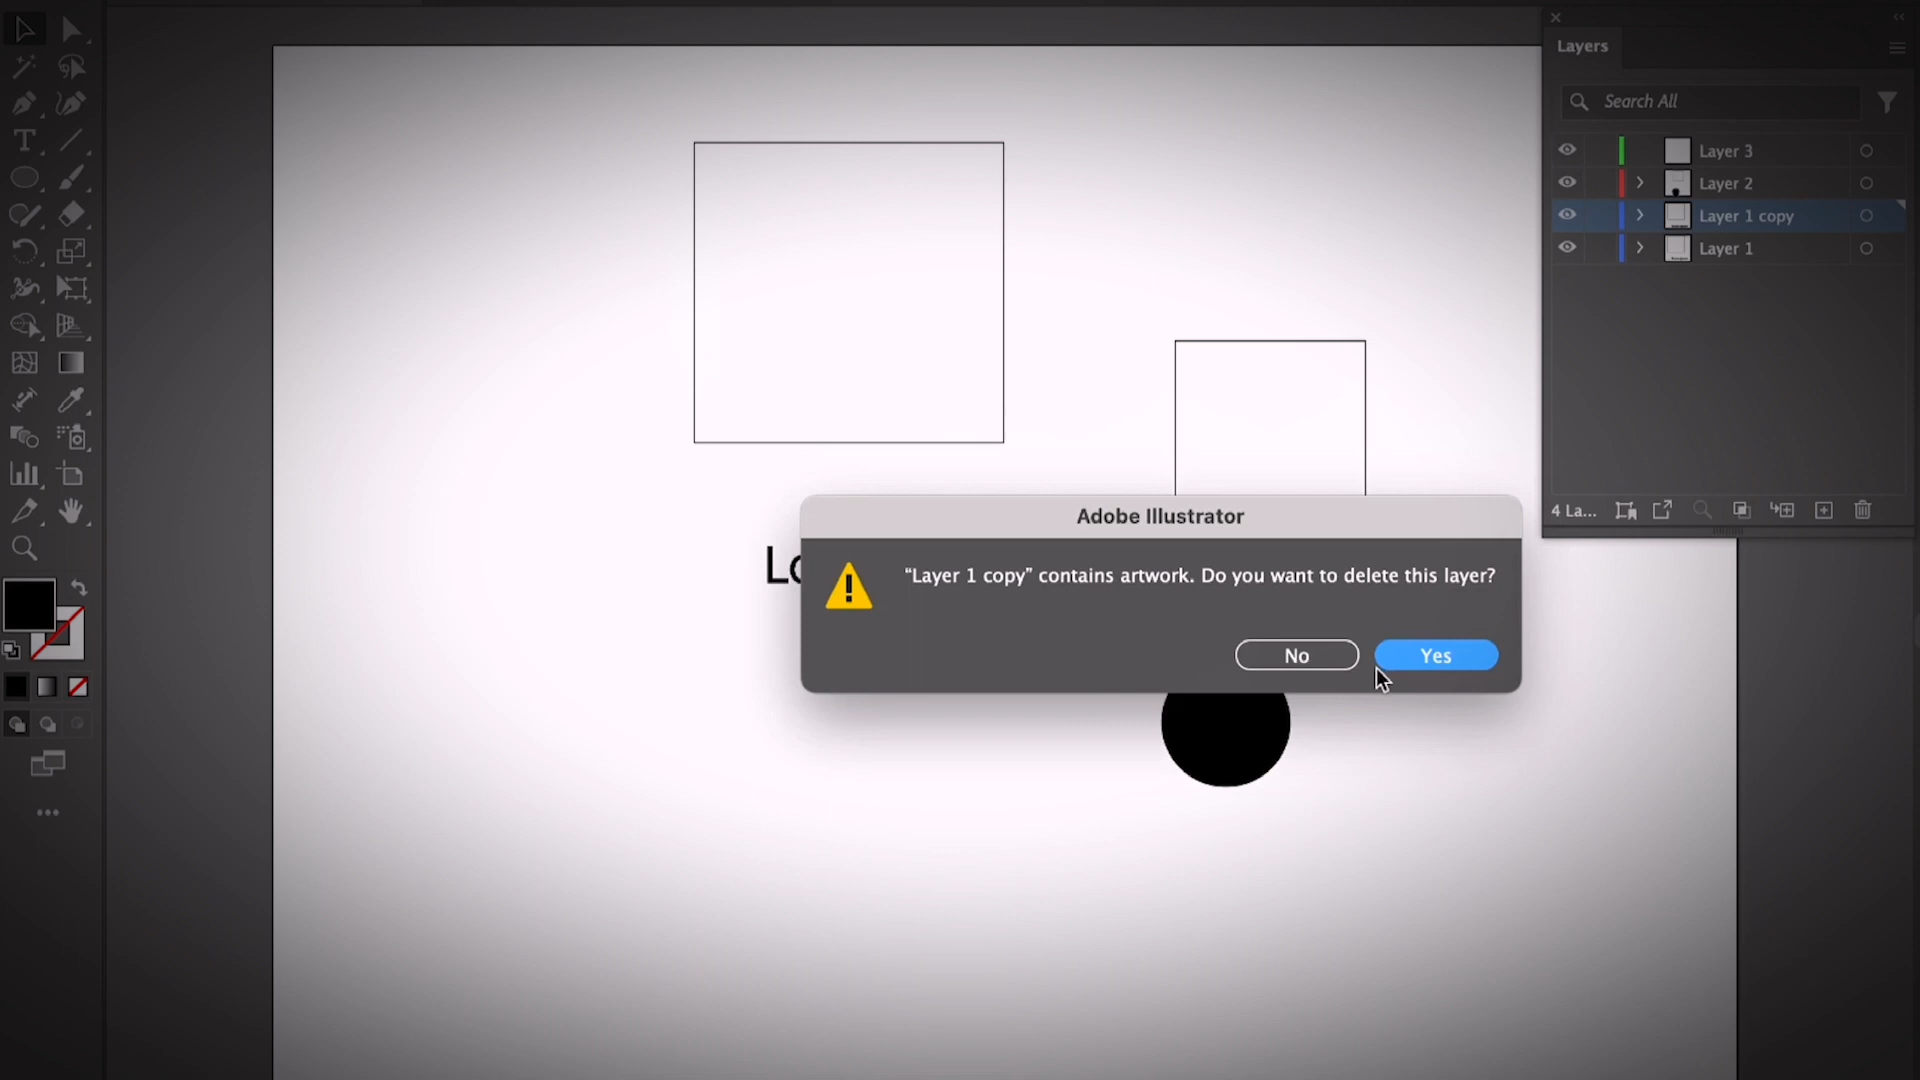 Layers
Search All
Layer 3
Layer 2
Layer 1 copy
Layer 1
4 La...
Lo
Adobe Illustrator
“Layer 1 copy” contains artwork. Do you want to delete this layer?
No
Yes